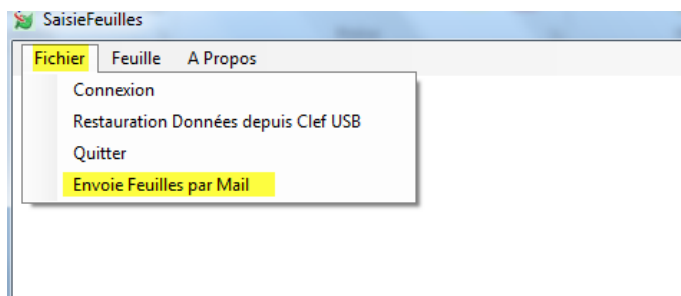 SaisieFeuilles
Fichier Feuille A Propos
Connexion
Restauration Données depuis Clef USB
Quitter
Envoie Feuilles par Mail